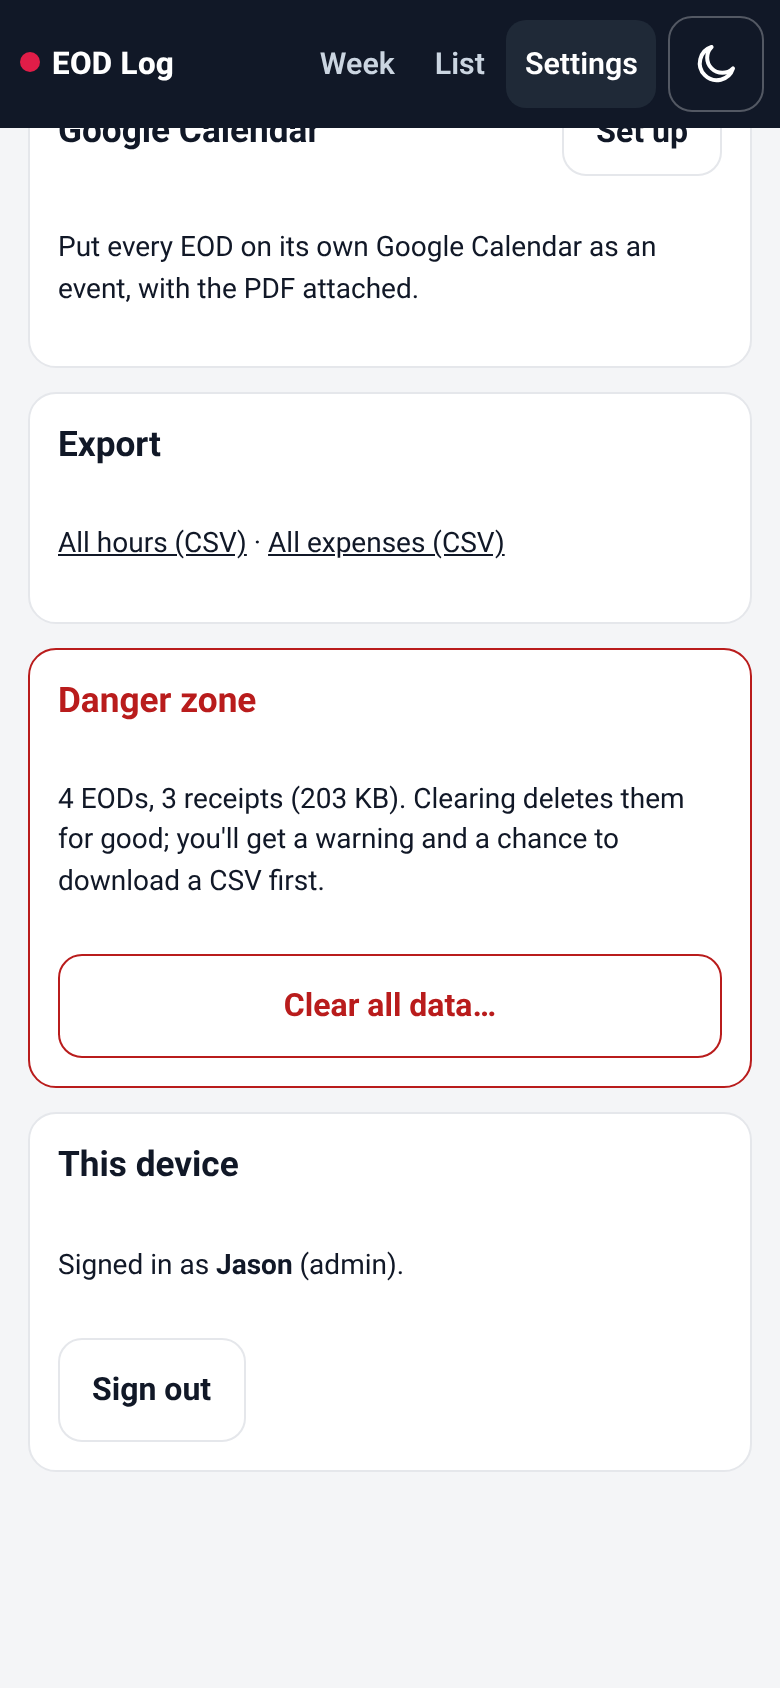 EOD Log
Week
List
Settings
Google Calendar
Set up
Put every EOD on its own Google Calendar as an
event, with the PDF attached.
Export
All hours (CSV) · All expenses (CSV)
Danger zone
4 EODs, 3 receipts (203 KB). Clearing deletes them
for good; you'll get a warning and a chance to
download a CSV first.
Clear all data…
This device
Signed in as Jason (admin).
Sign out